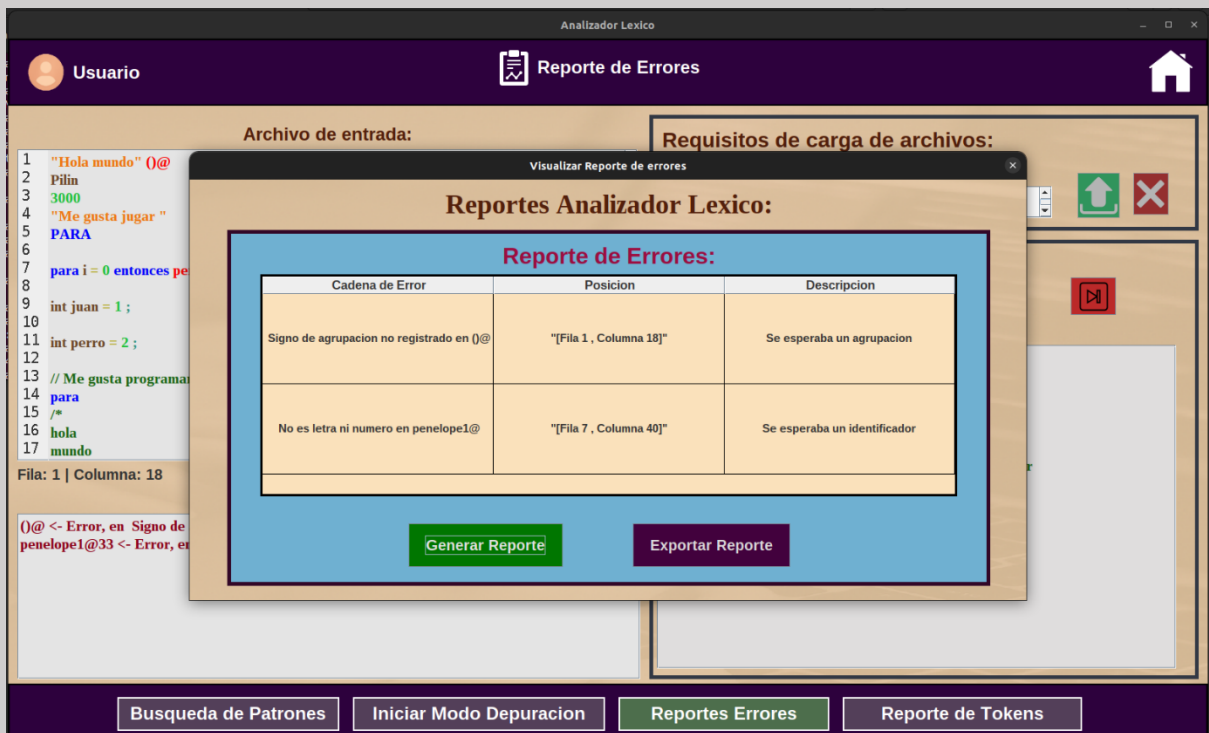 Analizador Lexico
Usuario
Reporte de Errores
Archivo de entrada:
Requisitos de carga de archivos:
1 "Hola mundo" ()@
2 Pilin
3 3000
4 "Me gusta jugar "
5 PARA
6
7 para i = 0 entonces pe
8
9 int juan = 1 ;
10
11 int perro = 2 ;
12
13 // Me gusta programa
14 para
15 /*
16 hola
17 mundo
Fila: 1 | Columna: 18
()@ <- Error, en Signo de
penelope1@33 <- Error, e
Visualizar Reporte de errores
Reportes Analizador Lexico:
Reporte de Errores:
Cadena de Error Posicion Descripcion
Signo de agrupacion no registrado en ()@ "[Fila 1 , Columna 18]" Se esperaba un agrupacion
No es letra ni numero en penelope1@ "[Fila 7 , Columna 40]" Se esperaba un identificador
Generar Reporte Exportar Reporte
r
Busqueda de Patrones Iniciar Modo Depuracion Reportes Errores Reporte de Tokens